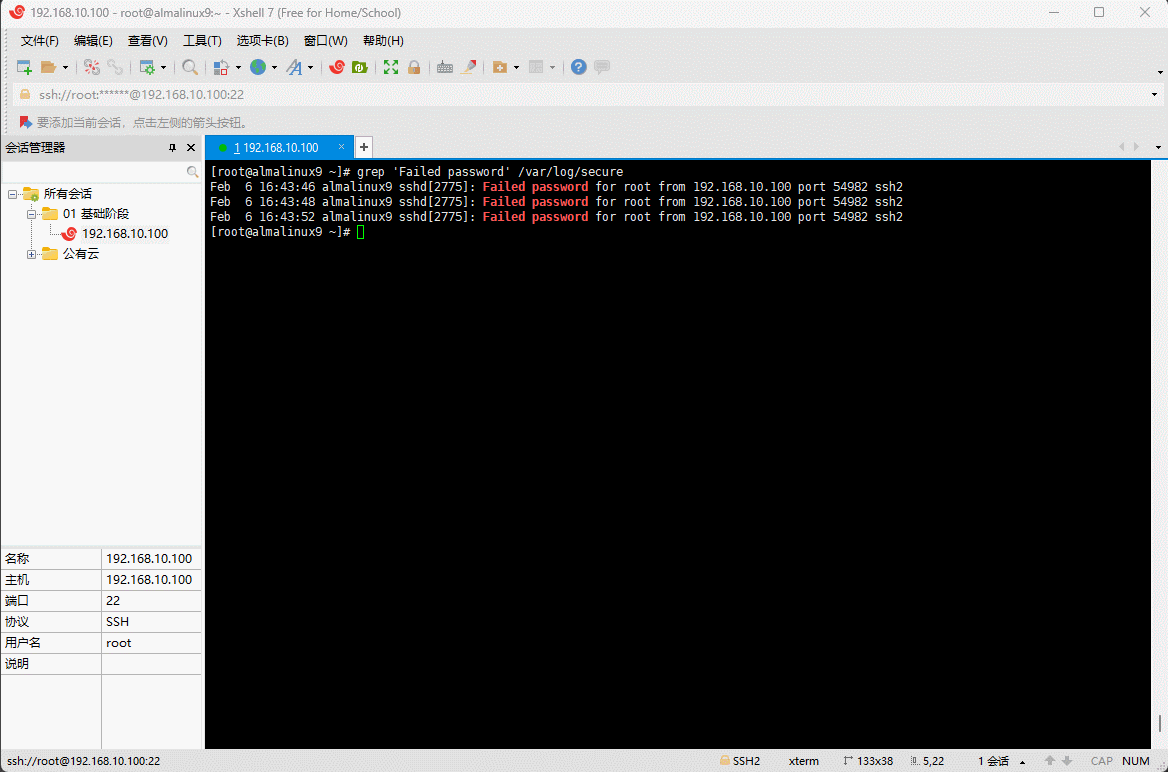 192.168.10.100 - root@almalinux9:~ - Xshell 7 (Free for Home/School)
文件(F) 编辑(E) 查看(V) 工具(T) 选项卡(B) 窗口(W) 帮助(H)
ssh://root:******@192.168.10.100:22
要添加当前会话，点击左侧的箭头按钮。
会话管理器
1 192.168.10.100
所有会话
01 基础阶段
192.168.10.100
公有云
[root@almalinux9 ~]# grep 'Failed password' /var/log/secure
Feb  6 16:43:46 almalinux9 sshd[2775]: Failed password for root from 192.168.10.100 port 54982 ssh2
Feb  6 16:43:48 almalinux9 sshd[2775]: Failed password for root from 192.168.10.100 port 54982 ssh2
Feb  6 16:43:52 almalinux9 sshd[2775]: Failed password for root from 192.168.10.100 port 54982 ssh2
[root@almalinux9 ~]#
名称 192.168.10.100
主机 192.168.10.100
端口 22
协议 SSH
用户名 root
说明
ssh://root@192.168.10.100:22 SSH2 xterm 133x38 5,22 1 会话 CAP NUM